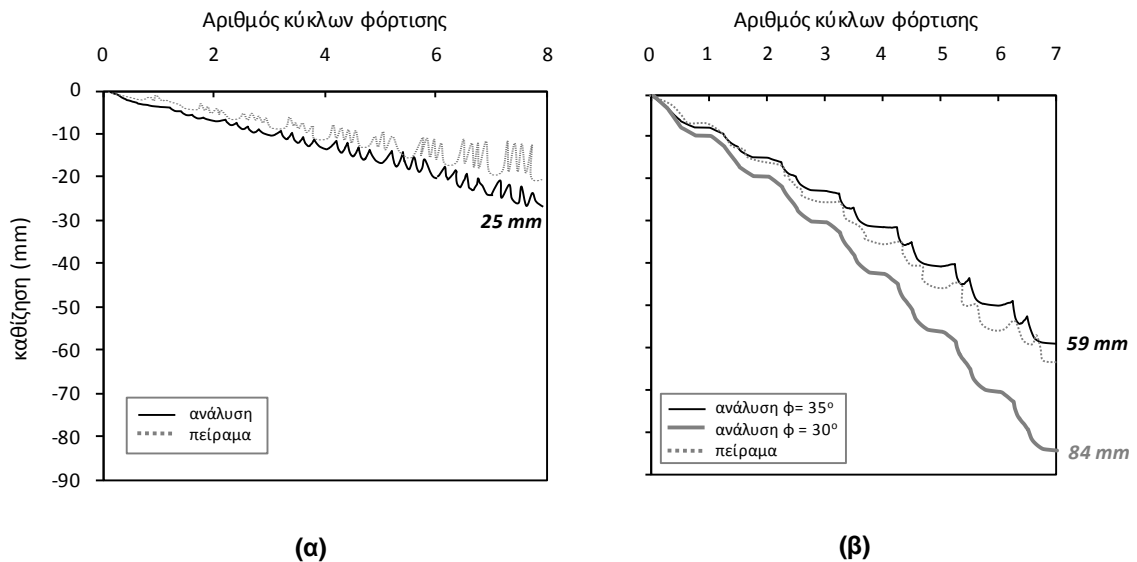 Αριθμός κύκλων φόρτισης
0 2 4 6 8
0
-10
-20
-30
-40
-50
-60
-70
-80
-90
καθίζηση (mm)
25 mm
ανάλυση
πείραμα
(α)
Αριθμός κύκλων φόρτισης
0 1 2 3 4 5 6 7
59 mm
84 mm
ανάλυση φ= 35º
ανάλυση φ = 30º
πείραμα
(β)